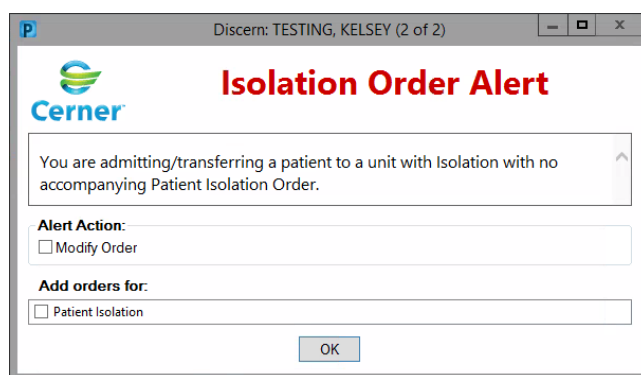 Discern: TESTING, KELSEY (2 of 2)
Cerner
Isolation Order Alert
You are admitting/transferring a patient to a unit with Isolation with no
accompanying Patient Isolation Order.
Alert Action:
Modify Order
Add orders for:
Patient Isolation
OK